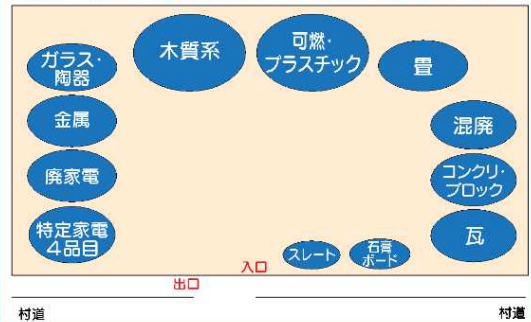 ガラス・
陶器
木質系
可燃・
プラスチック
畳
金属
混廃
廃家電
コンクリ・
ブロック
特定家電
4品目
瓦
スレート
石膏
ボード
入口
出口
村道
村道